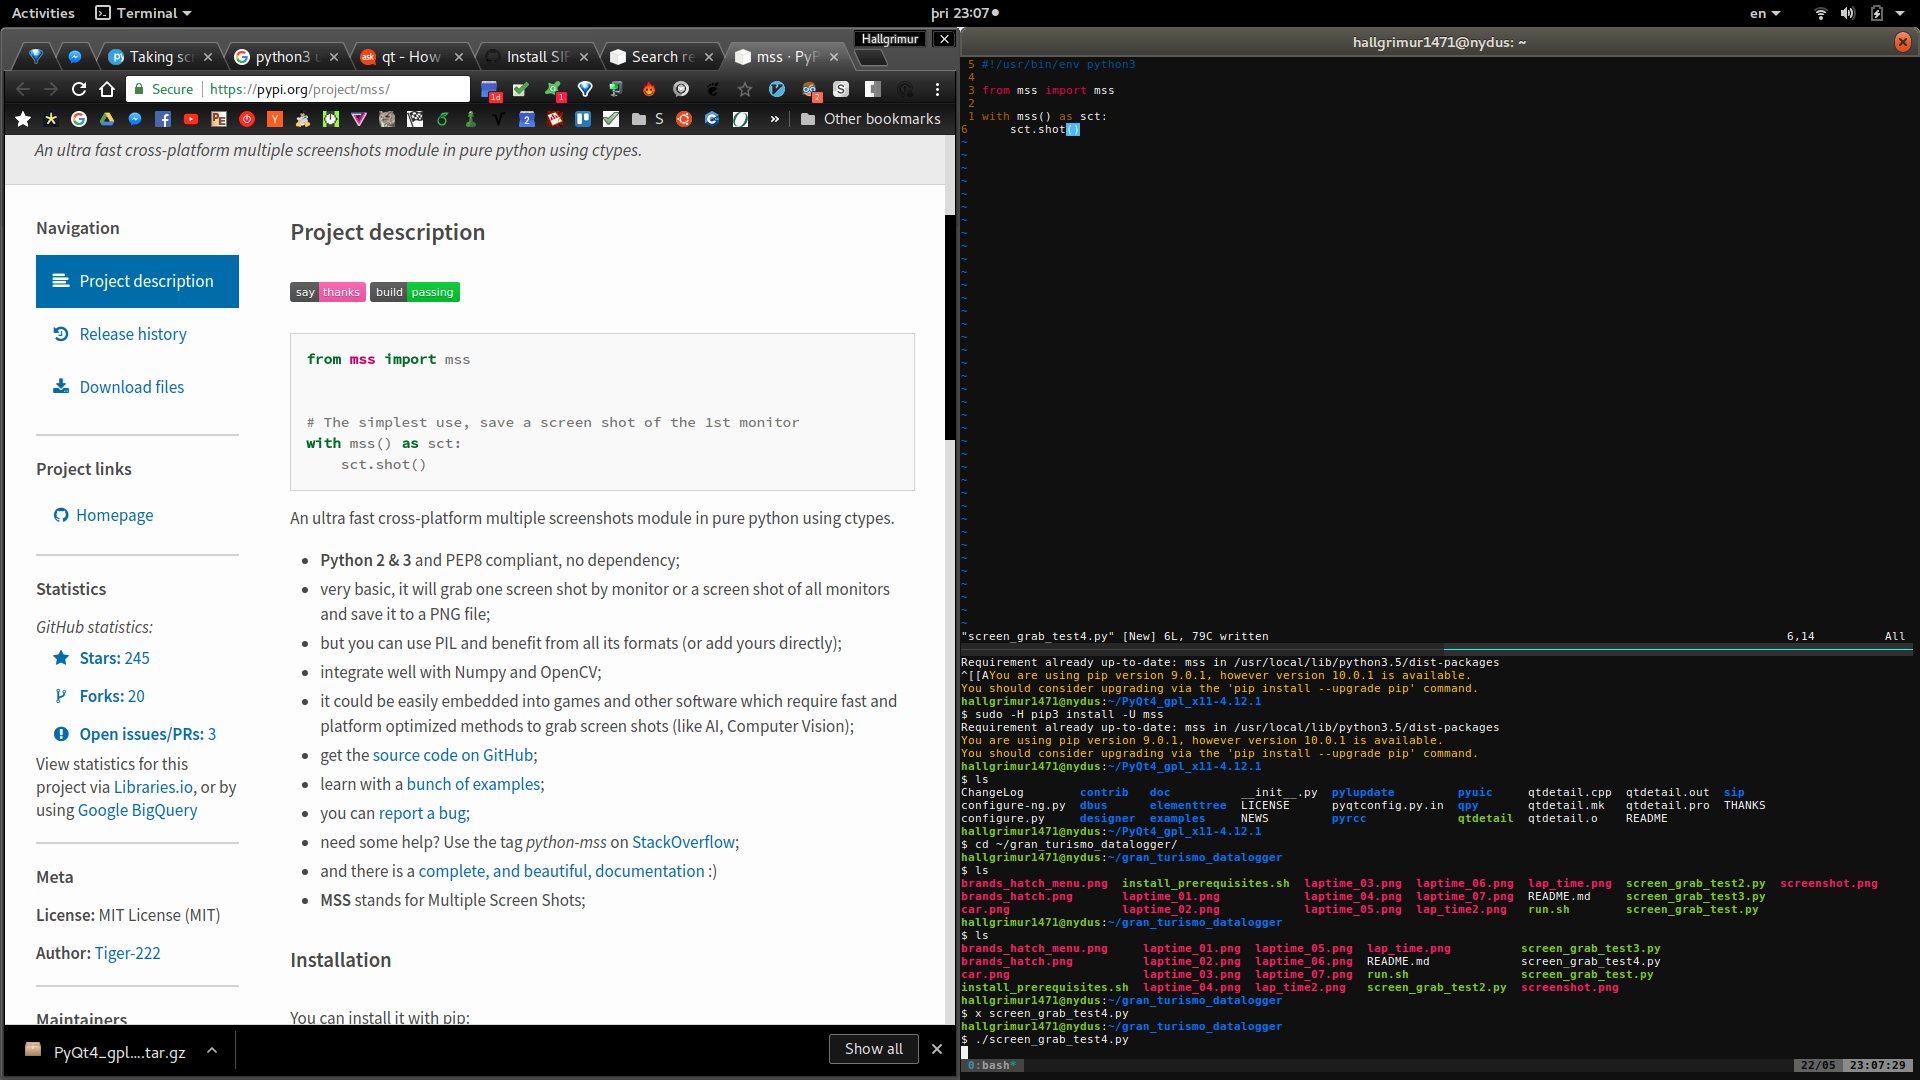 Activities
Terminal
þri 23:07
en
Hallgrimur
Taking sc
python3 u
qt - How
Install SIP
Search re
mss · PyP
Secure
https://pypi.org/project/mss/
Other bookmarks
An ultra fast cross-platform multiple screenshots module in pure python using ctypes.
Navigation
Project description
Release history
Download files
Project links
Homepage
Statistics
GitHub statistics:
Stars: 245
Forks: 20
Open issues/PRs: 3
View statistics for this
project via Libraries.io, or by
using Google BigQuery
Meta
License: MIT License (MIT)
Author: Tiger-222
Maintainers
Project description
say thanks build passing
from mss import mss
# The simplest use, save a screen shot of the 1st monitor
with mss() as sct:
sct.shot()
An ultra fast cross-platform multiple screenshots module in pure python using ctypes.
Python 2 & 3 and PEP8 compliant, no dependency;
very basic, it will grab one screen shot by monitor or a screen shot of all monitors
and save it to a PNG file;
but you can use PIL and benefit from all its formats (or add yours directly);
integrate well with Numpy and OpenCV;
it could be easily embedded into games and other software which require fast and
platform optimized methods to grab screen shots (like AI, Computer Vision);
get the source code on GitHub;
learn with a bunch of examples;
you can report a bug;
need some help? Use the tag python-mss on StackOverflow;
and there is a complete, and beautiful, documentation :)
MSS stands for Multiple Screen Shots;
Installation
You can install it with pip:
PyQt4_gpl....tar.gz
Show all
hallgrimur1471@nydus: ~
5 #!/usr/bin/env python3
4
3 from mss import mss
2
1 with mss() as sct:
6     sct.shot()
"screen_grab_test4.py" [New] 6L, 79C written 6,14 All
Requirement already up-to-date: mss in /usr/local/lib/python3.5/dist-packages
^[[AYou are using pip version 9.0.1, however version 10.0.1 is available.
You should consider upgrading via the 'pip install --upgrade pip' command.
hallgrimur1471@nydus:~/PyQt4_gpl_x11-4.12.1
$ sudo -H pip3 install -U mss
Requirement already up-to-date: mss in /usr/local/lib/python3.5/dist-packages
You are using pip version 9.0.1, however version 10.0.1 is available.
You should consider upgrading via the 'pip install --upgrade pip' command.
hallgrimur1471@nydus:~/PyQt4_gpl_x11-4.12.1
$ ls
ChangeLog contrib doc __init__.py pylupdate pyuic qtdetail.cpp qtdetail.out sip
configure-ng.py dbus elementtree LICENSE pyqtconfig.py.in qpy qtdetail.mk qtdetail.pro THANKS
configure.py designer examples NEWS pyrcc qtdetail qtdetail.o README
hallgrimur1471@nydus:~/PyQt4_gpl_x11-4.12.1
$ cd ~/gran_turismo_datalogger/
hallgrimur1471@nydus:~/gran_turismo_datalogger
$ ls
brands_hatch_menu.png install_prerequisites.sh laptime_03.png laptime_06.png lap_time.png screen_grab_test2.py screenshot.png
brands_hatch.png laptime_01.png laptime_04.png laptime_07.png README.md screen_grab_test3.py
car.png laptime_02.png laptime_05.png lap_time2.png run.sh screen_grab_test.py
hallgrimur1471@nydus:~/gran_turismo_datalogger
$ ls
brands_hatch_menu.png laptime_01.png laptime_05.png lap_time.png screen_grab_test3.py
brands_hatch.png laptime_02.png laptime_06.png README.md screen_grab_test4.py
car.png laptime_03.png laptime_07.png run.sh screen_grab_test.py
install_prerequisites.sh laptime_04.png lap_time2.png screen_grab_test2.py screenshot.png
hallgrimur1471@nydus:~/gran_turismo_datalogger
$ x screen_grab_test4.py
hallgrimur1471@nydus:~/gran_turismo_datalogger
$ ./screen_grab_test4.py
0:bash* 22/05 23:07:29